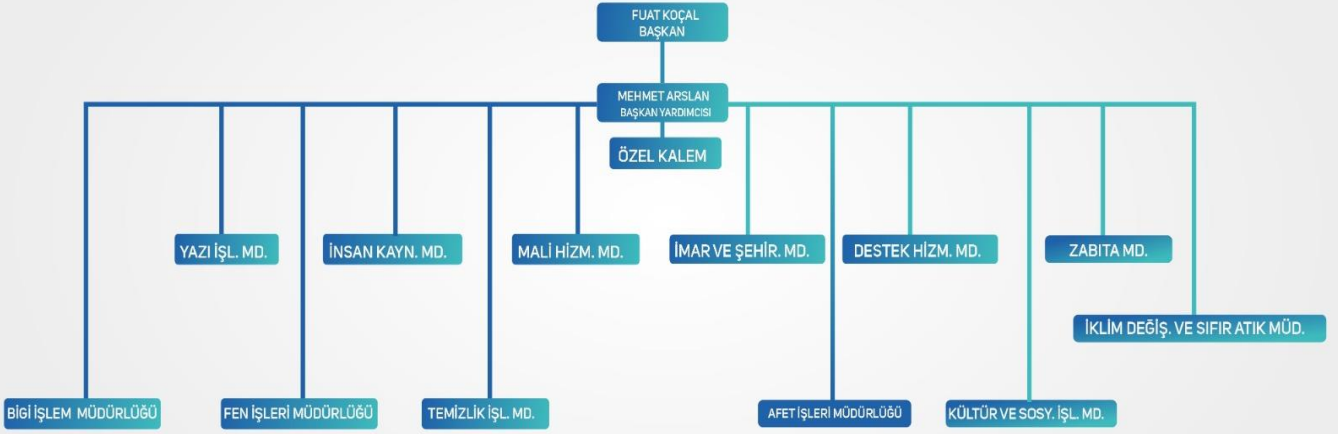 FUAT KOÇAL
BAŞKAN
MEHMET ARSLAN
BAŞKAN YARDIMCISI
ÖZEL KALEM
YAZI İŞL. MD.
İNSAN KAYN. MD.
MALİ HİZM. MD.
İMAR VE ŞEHİR. MD.
DESTEK HİZM. MD.
ZABITA MD.
İKLİM DEĞİŞ. VE SIFIR ATIK MÜD.
BİGİ İŞLEM MÜDÜRLÜĞÜ
FEN İŞLERİ MÜDÜRLÜĞÜ
TEMİZLİK İŞL. MD.
AFET İŞLERİ MÜDÜRLÜĞÜ
KÜLTÜR VE SOSY. İŞL. MD.